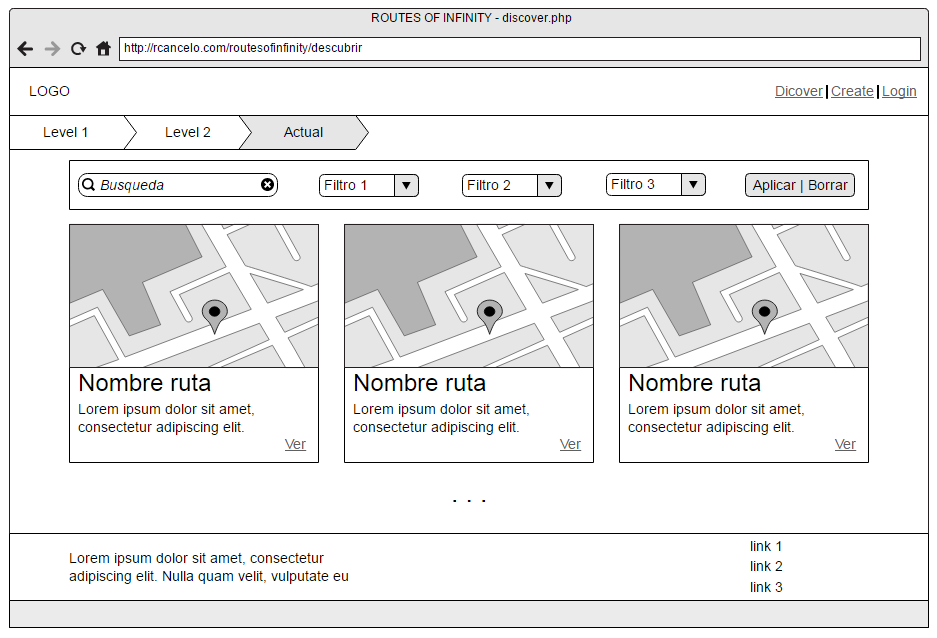 ROUTES OF INFINITY - discover.php
http://rcancelo.com/routesofinfinity/descubrir
LOGO
Dicover | Create | Login
Level 1 Level 2 Actual
Busqueda Filtro 1 Filtro 2 Filtro 3 Aplicar | Borrar
Nombre ruta
Lorem ipsum dolor sit amet,
consectetur adipiscing elit.
Ver
Nombre ruta
Lorem ipsum dolor sit amet,
consectetur adipiscing elit.
Ver
Nombre ruta
Lorem ipsum dolor sit amet,
consectetur adipiscing elit.
Ver
. . .
Lorem ipsum dolor sit amet, consectetur
adipiscing elit. Nulla quam velit, vulputate eu
link 1
link 2
link 3